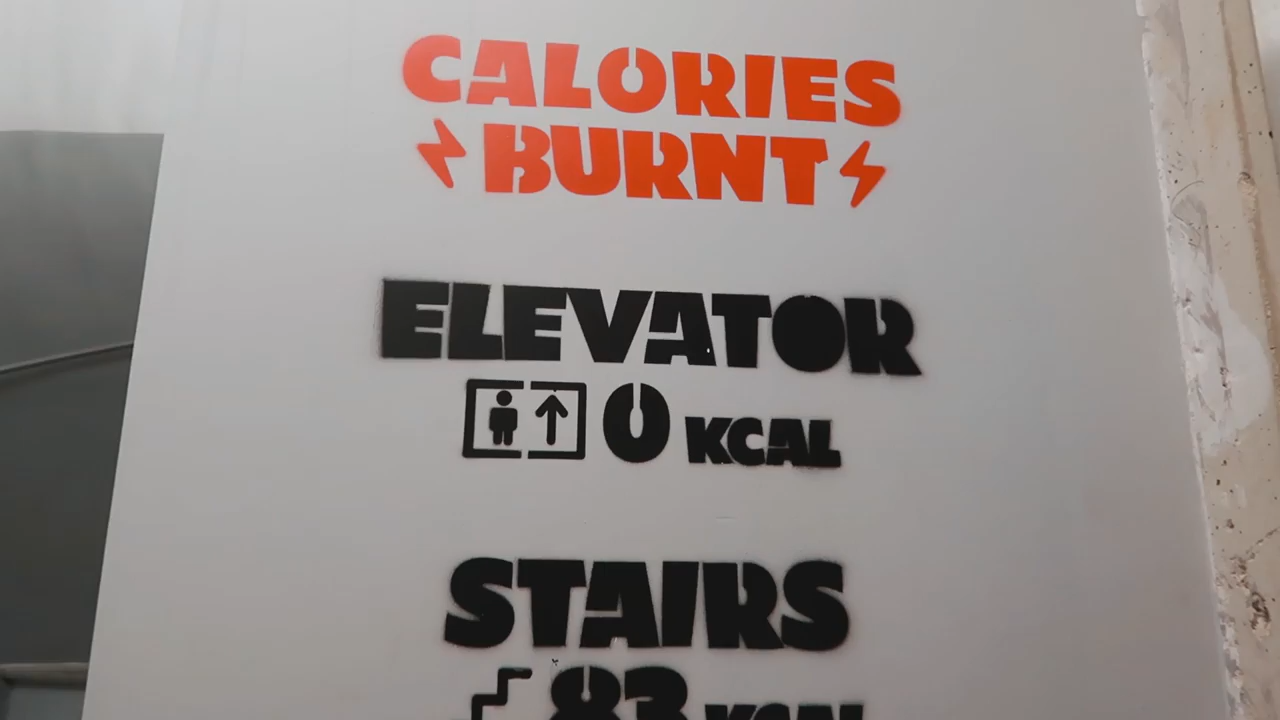 CALORIES
BURNT
ELEVATOR
0 KCAL
STAIRS
83 KCAL